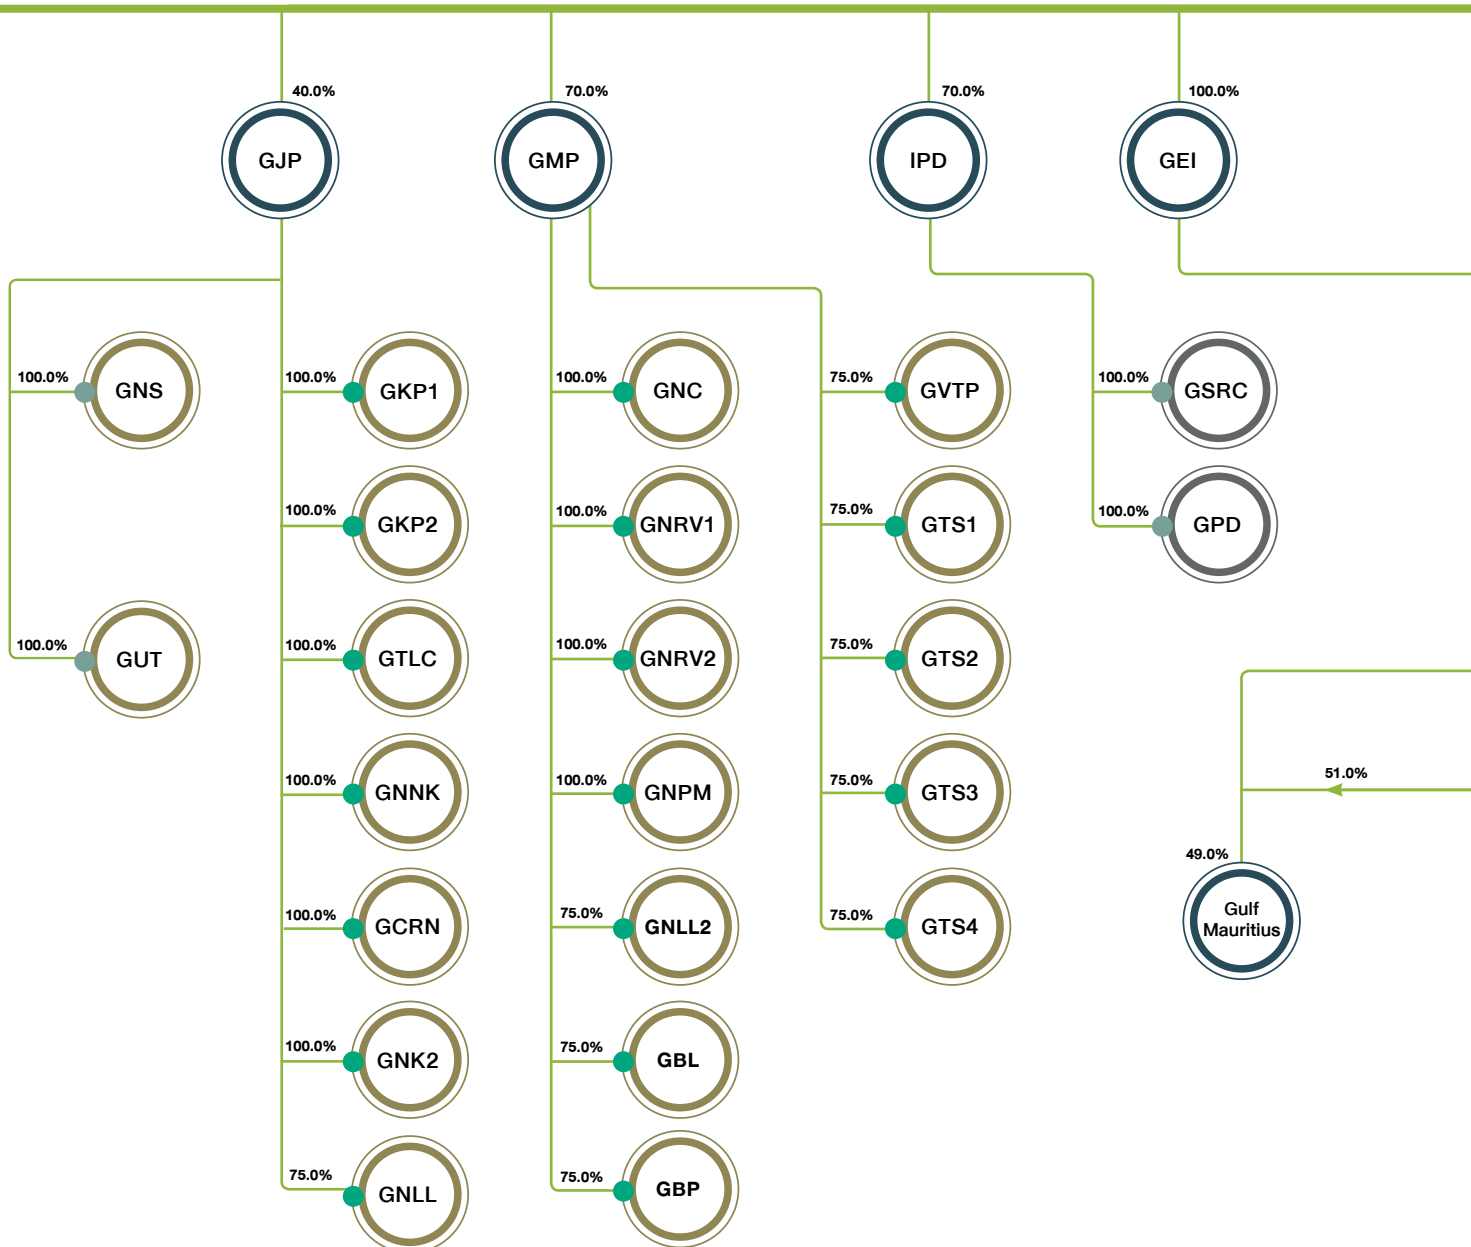 40.0%
70.0%
70.0%
100.0%
GJP
GMP
IPD
GEI
100.0%
GNS
100.0%
GKP1
100.0%
GNC
75.0%
GVTP
100.0%
GSRC
100.0%
GKP2
100.0%
GNRV1
75.0%
GTS1
100.0%
GPD
100.0%
GUT
100.0%
GTLC
100.0%
GNRV2
75.0%
GTS2
100.0%
GNNK
100.0%
GNPM
75.0%
GTS3
51.0%
100.0%
GCRN
75.0%
GNLL2
75.0%
GTS4
49.0%
Gulf
Mauritius
100.0%
GNK2
75.0%
GBL
75.0%
GNLL
75.0%
GBP